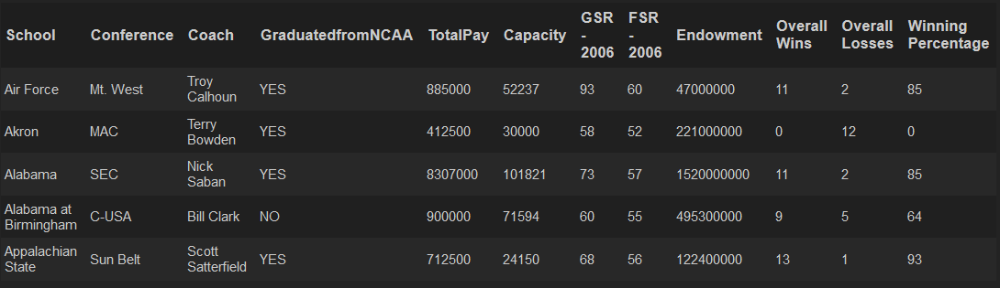 School Conference Coach GraduatedfromNCAA TotalPay Capacity GSR - 2006 FSR - 2006 Endowment Overall Wins Overall Losses Winning Percentage
Air Force Mt. West Troy Calhoun YES 885000 52237 93 60 47000000 11 2 85
Akron MAC Terry Bowden YES 412500 30000 58 52 221000000 0 12 0
Alabama SEC Nick Saban YES 8307000 101821 73 57 1520000000 11 2 85
Alabama at Birmingham C-USA Bill Clark NO 900000 71594 60 55 495300000 9 5 64
Appalachian State Sun Belt Scott Satterfield YES 712500 24150 68 56 122400000 13 1 93